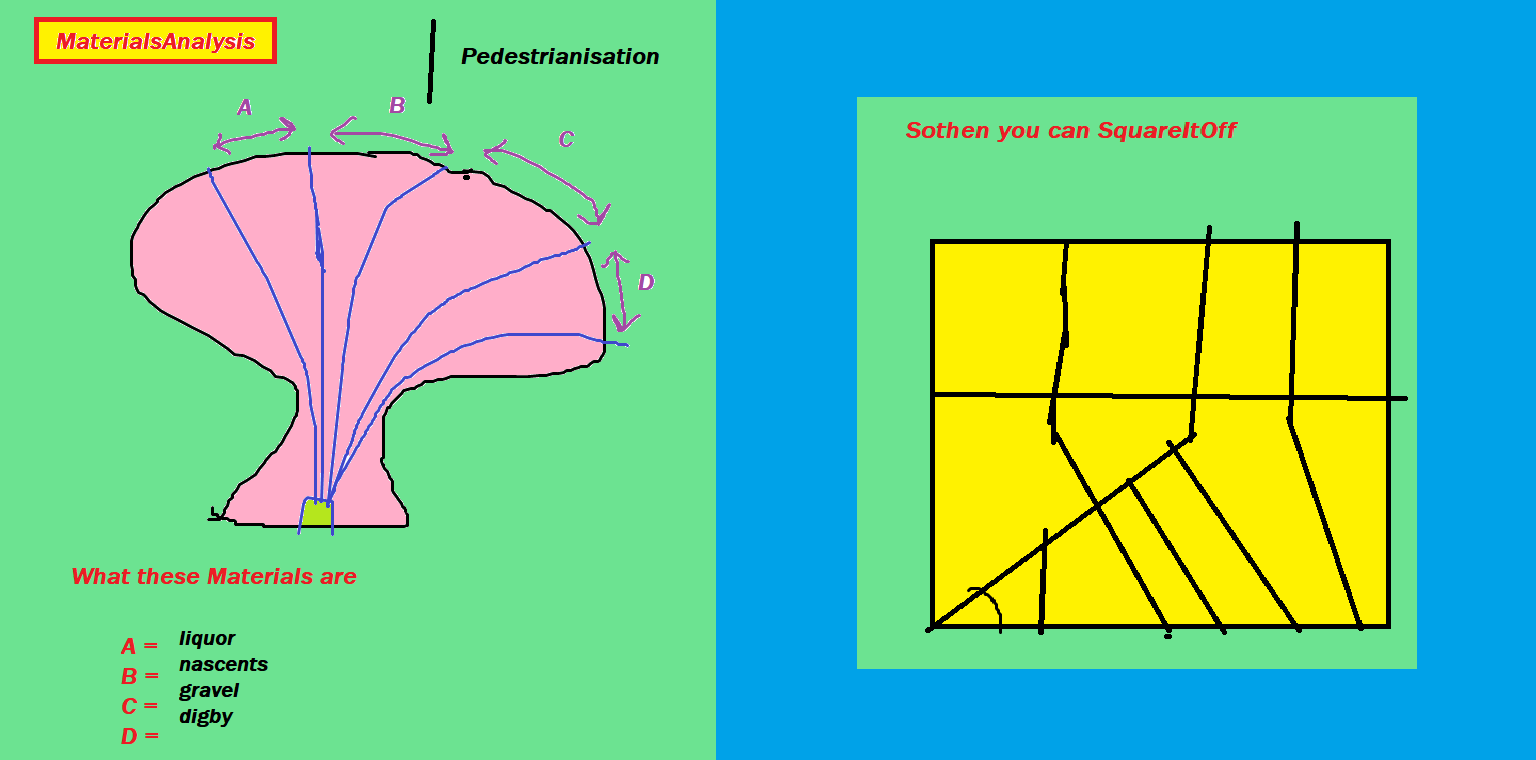 MaterialsAnalysis
Pedestrianisation
A
B
C
D
What these Materials are
A = liquor
B = nascents
C = gravel
D = digby
Sothen you can SquareItOff